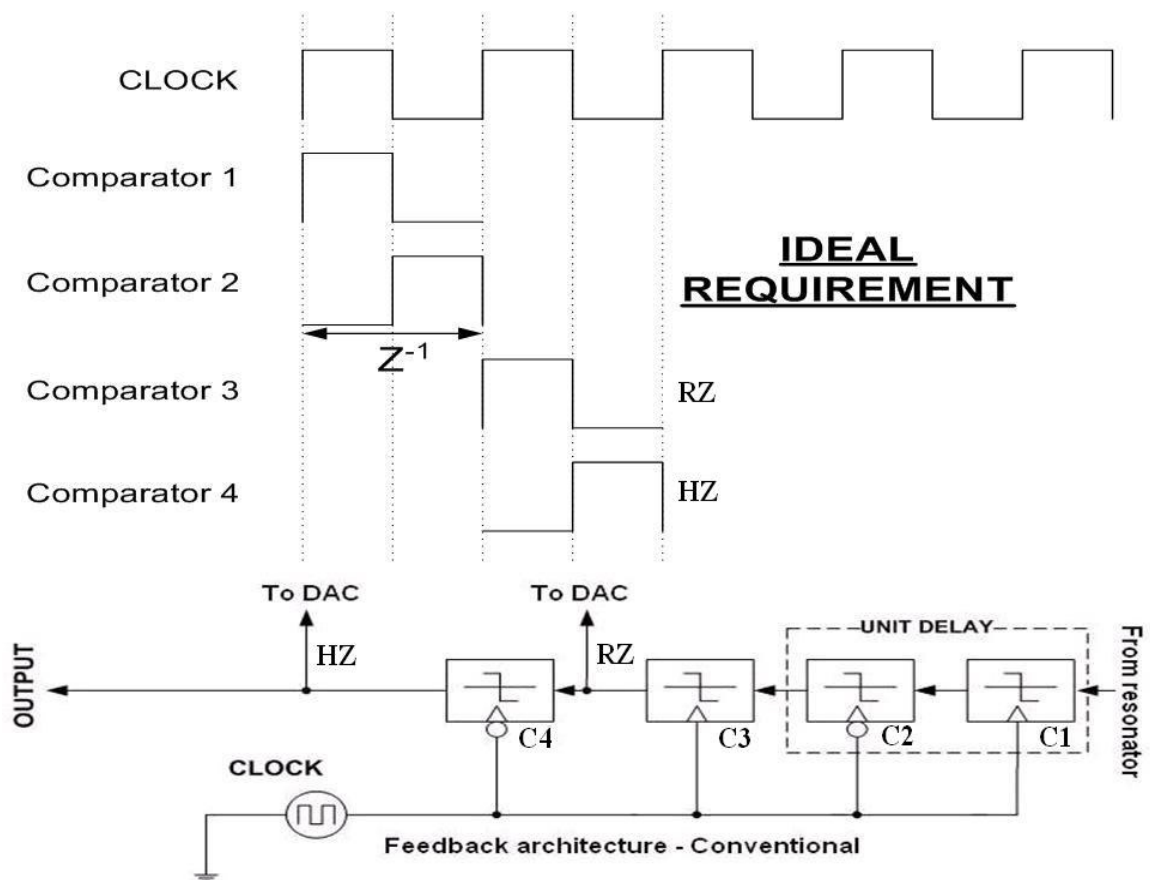 CLOCK
Comparator 1
Comparator 2
IDEAL
REQUIREMENT
Z-1
Comparator 3
RZ
Comparator 4
HZ
To DAC
To DAC
UNIT DELAY
From resonator
HZ
RZ
OUTPUT
C4
C3
C2
C1
CLOCK
Feedback architecture - Conventional